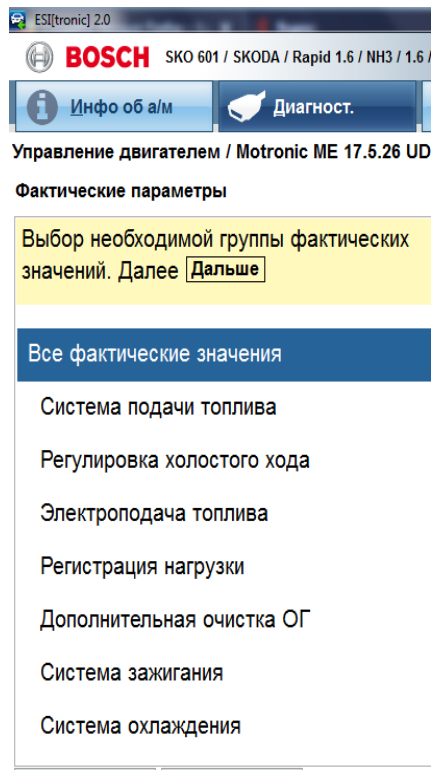 ESI[tronic] 2.0
BOSCH SKO 601 / SKODA / Rapid 1.6 / NH3 / 1.6 /
Инфо об а/м Диагност.
Управление двигателем / Motronic ME 17.5.26 UD
Фактические параметры
Выбор необходимой группы фактических
значений. Далее Дальше
Все фактические значения
Система подачи топлива
Регулировка холостого хода
Электроподача топлива
Регистрация нагрузки
Дополнительная очистка ОГ
Система зажигания
Система охлаждения